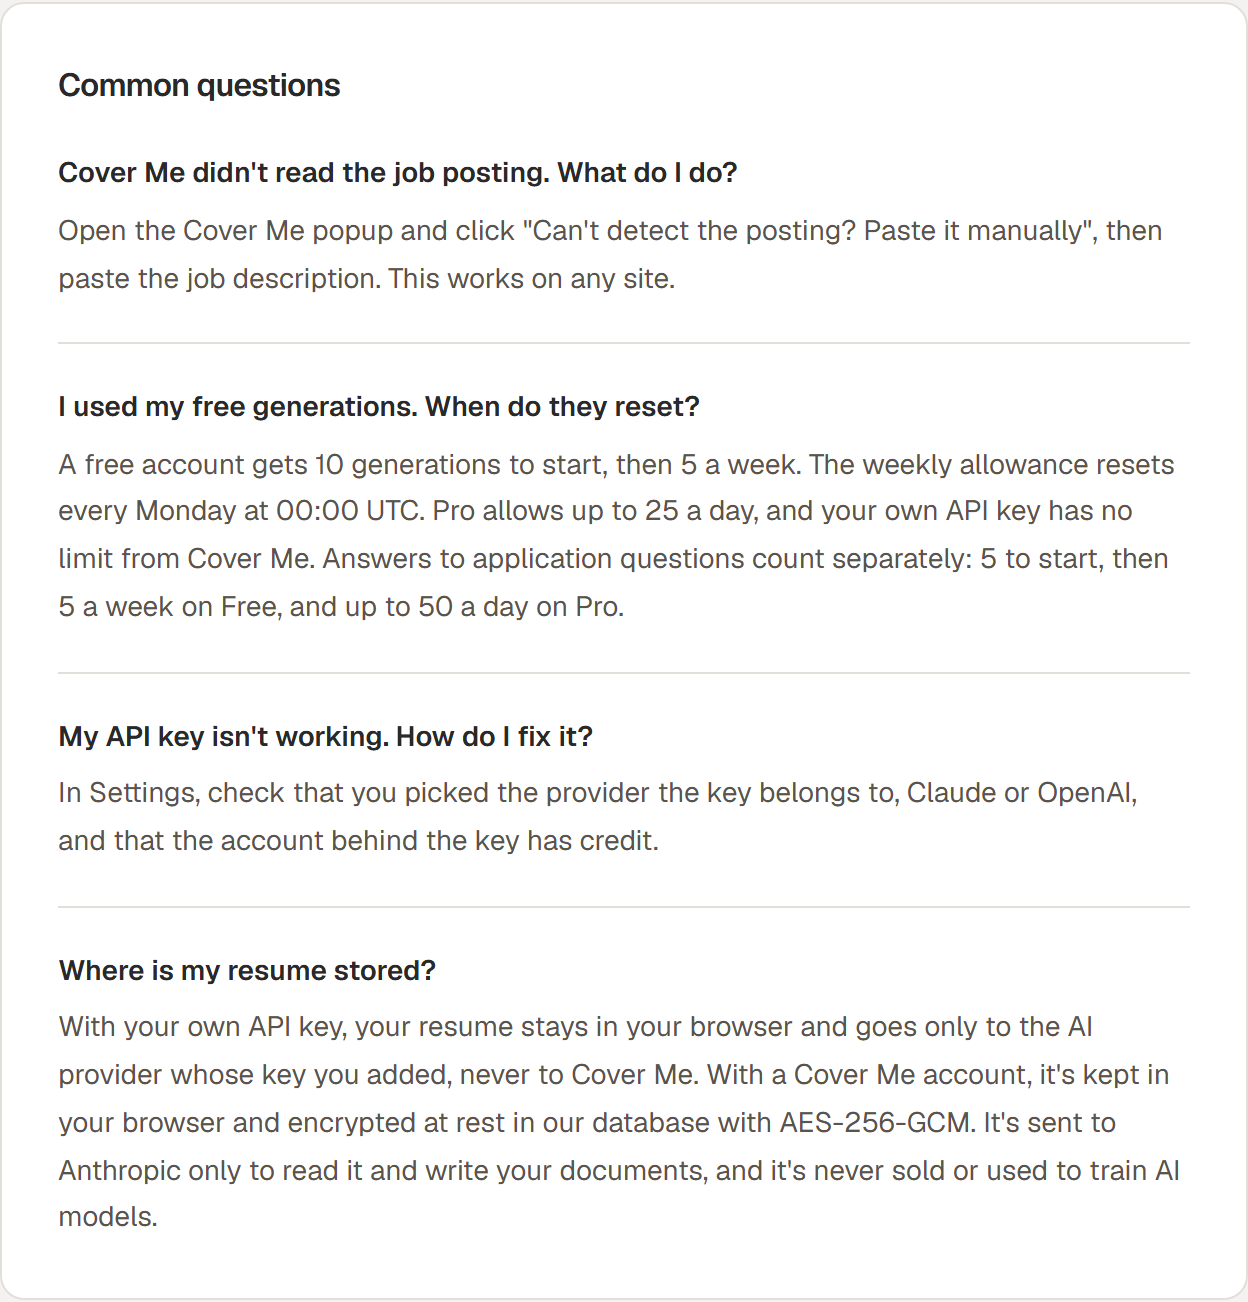 Common questions
Cover Me didn't read the job posting. What do I do?
Open the Cover Me popup and click "Can't detect the posting? Paste it manually", then
paste the job description. This works on any site.
I used my free generations. When do they reset?
A free account gets 10 generations to start, then 5 a week. The weekly allowance resets
every Monday at 00:00 UTC. Pro allows up to 25 a day, and your own API key has no
limit from Cover Me. Answers to application questions count separately: 5 to start, then
5 a week on Free, and up to 50 a day on Pro.
My API key isn't working. How do I fix it?
In Settings, check that you picked the provider the key belongs to, Claude or OpenAI,
and that the account behind the key has credit.
Where is my resume stored?
With your own API key, your resume stays in your browser and goes only to the AI
provider whose key you added, never to Cover Me. With a Cover Me account, it's kept in
your browser and encrypted at rest in our database with AES-256-GCM. It's sent to
Anthropic only to read it and write your documents, and it's never sold or used to train AI
models.